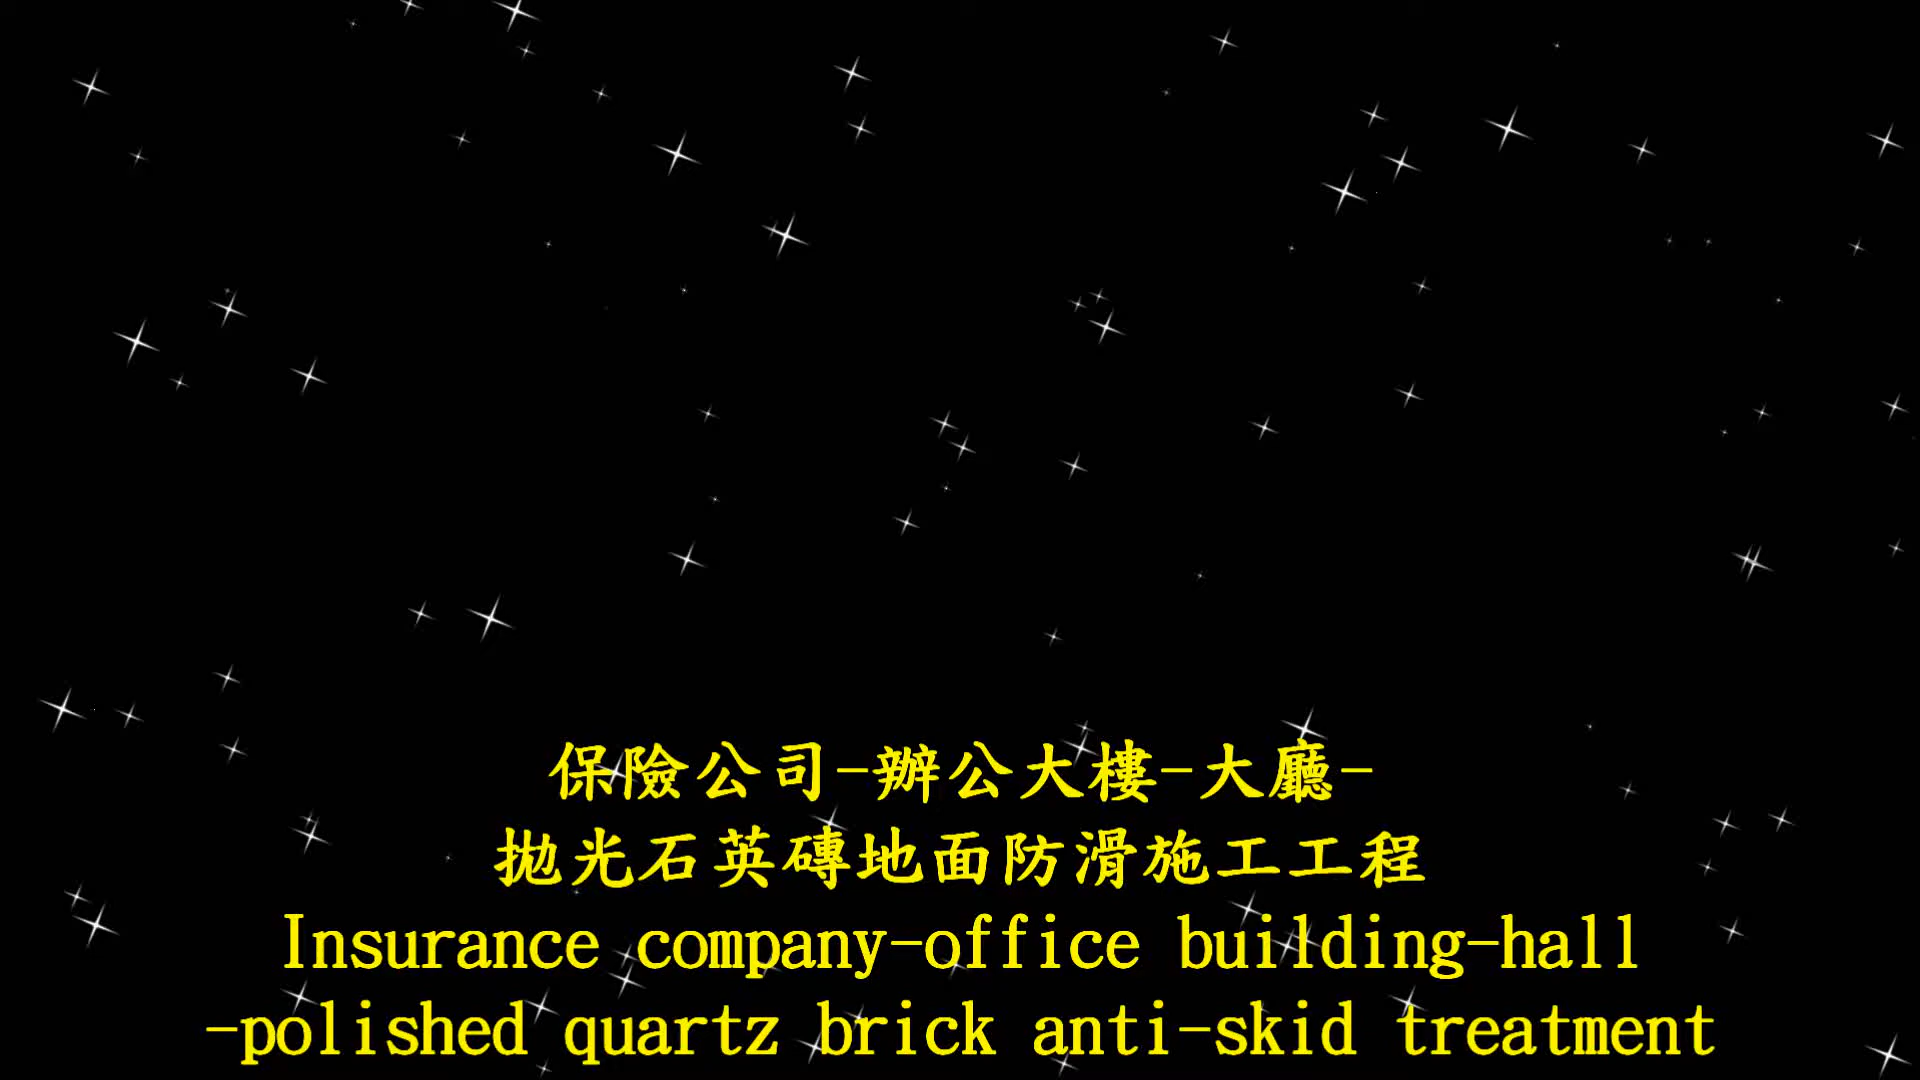 保險公司-辦公大樓-大廳-
拋光石英磚地面防滑施工工程
Insurance company-office building-hall
-polished quartz brick anti-skid treatment